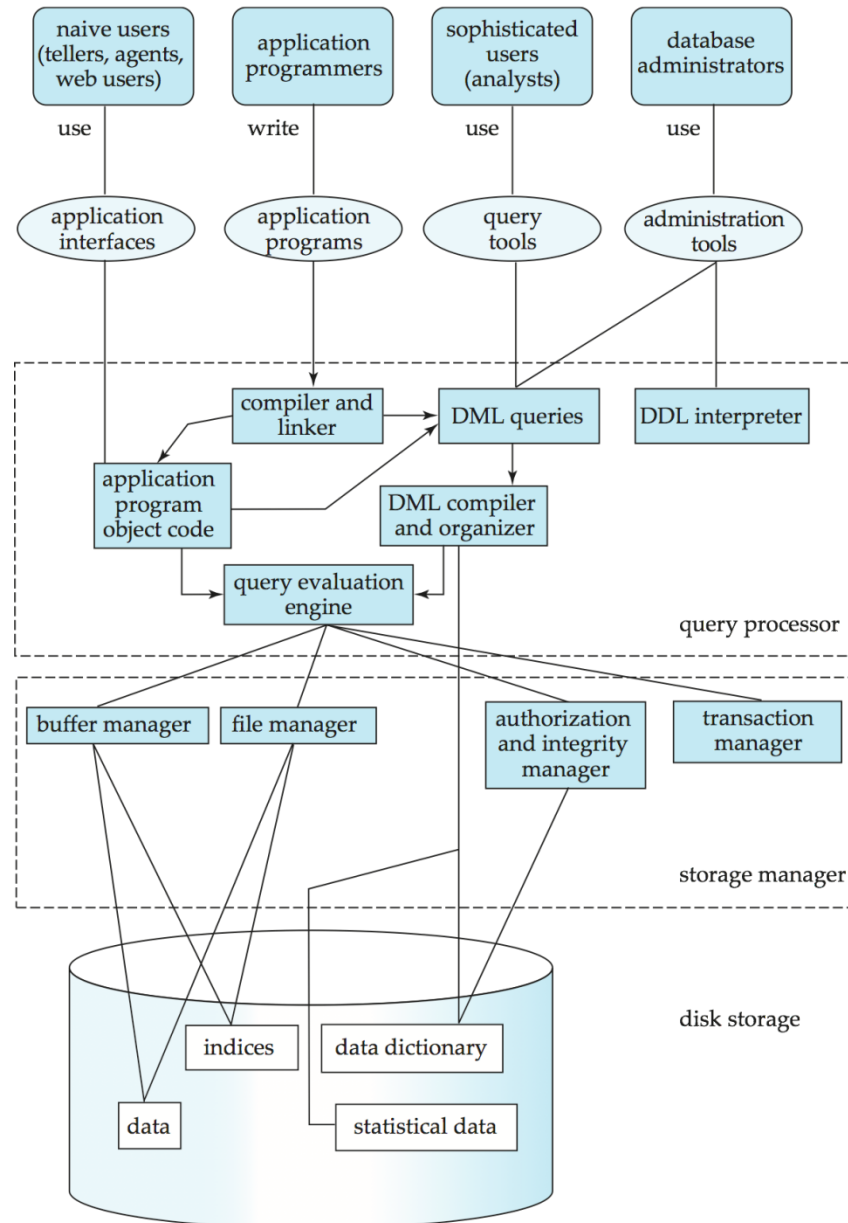 naive users
(tellers, agents,
web users)
application
programmers
sophisticated
users
(analysts)
database
administrators
use
write
use
use
application
interfaces
application
programs
query
tools
administration
tools
compiler and
linker
DML queries
DDL interpreter
application
program
object code
DML compiler
and organizer
query evaluation
engine
query processor
buffer manager
file manager
authorization
and integrity
manager
transaction
manager
storage manager
disk storage
indices
data dictionary
data
statistical data